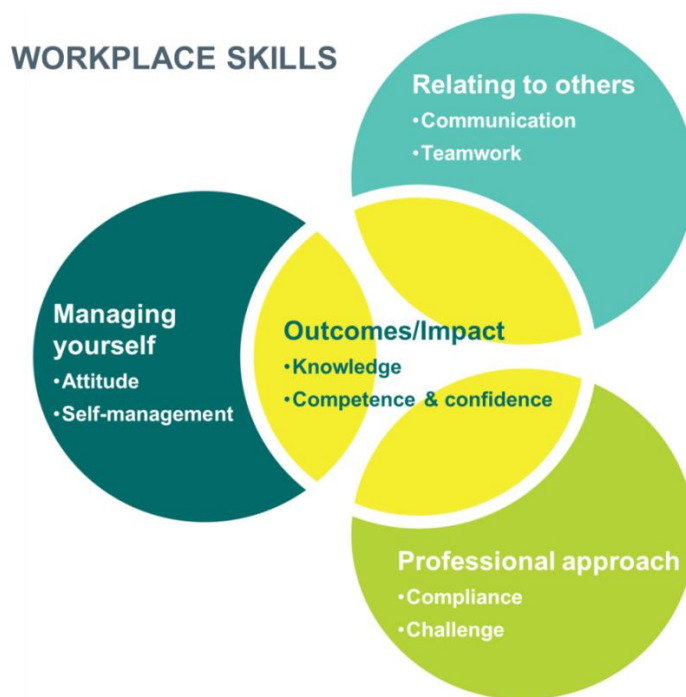 WORKPLACE SKILLS
Relating to others
•Communication
•Teamwork
Managing
yourself
•Attitude
•Self-management
Outcomes/Impact
•Knowledge
•Competence & confidence
Professional approach
•Compliance
•Challenge